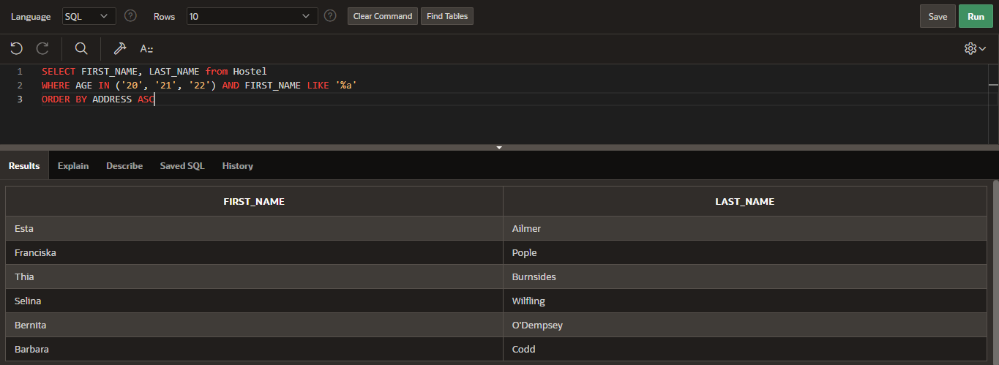 Language SQL Rows 10 Clear Command Find Tables Save Run
A
1 SELECT FIRST_NAME, LAST_NAME from Hostel
2 WHERE AGE IN ('20', '21', '22') AND FIRST_NAME LIKE '%a'
3 ORDER BY ADDRESS ASC
Results Explain Describe Saved SQL History
FIRST_NAME LAST_NAME
Esta Ailmer
Franciska Pople
Thia Burnsides
Selina Wilfling
Bernita O'Dempsey
Barbara Codd